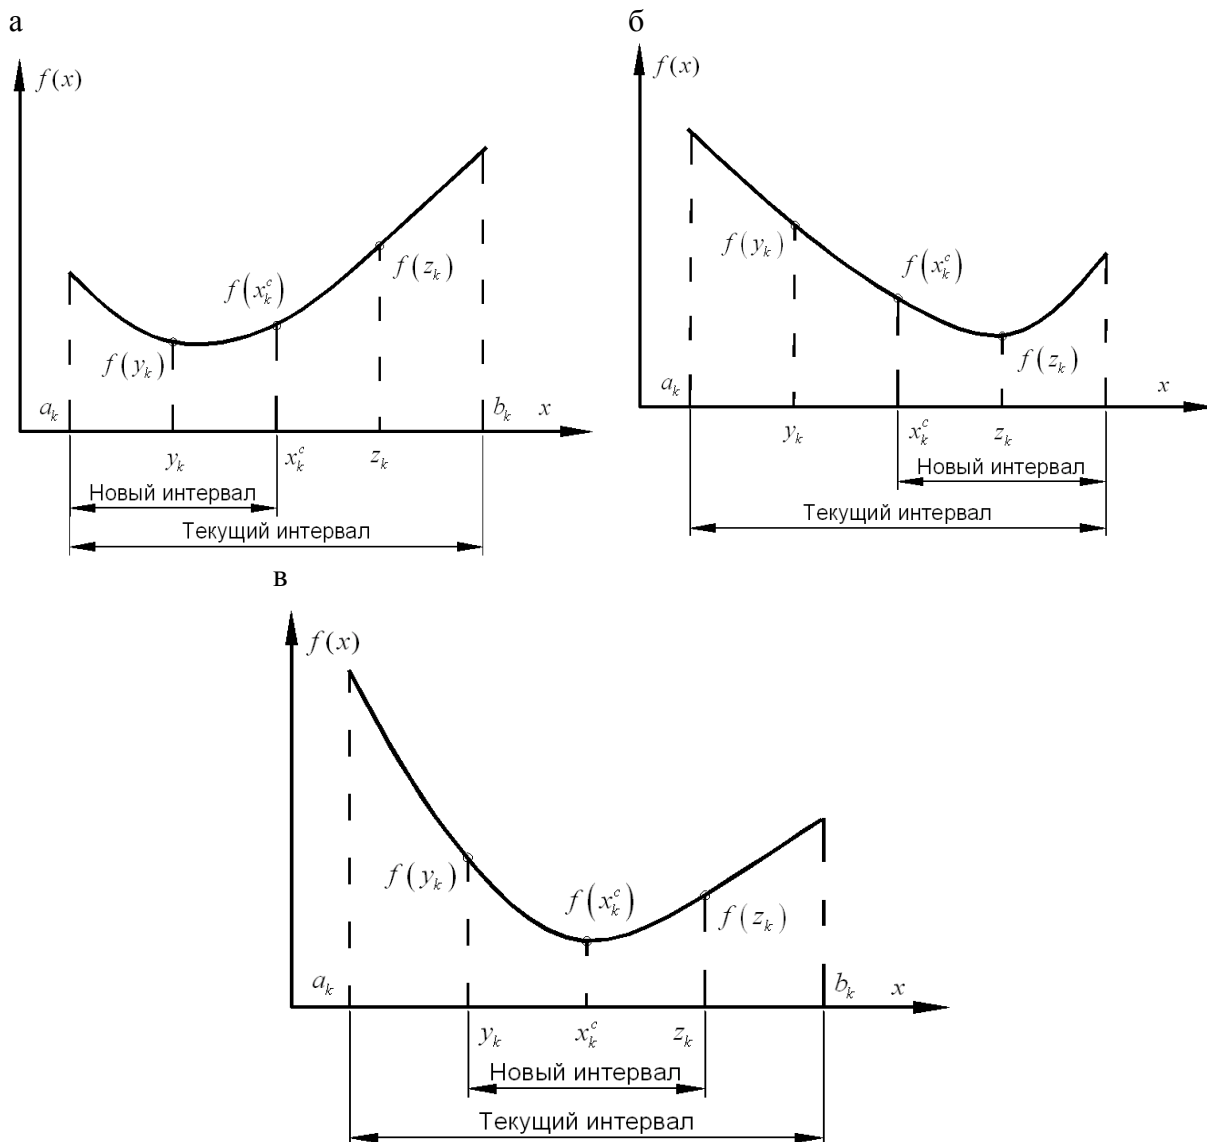 а
f(x)
f(x_k^c)
f(z_k)
f(y_k)
a_k
b_k
x
y_k
x_k^c
z_k
Новый интервал
Текущий интервал
б
f(x)
f(y_k)
f(x_k^c)
f(z_k)
a_k
x
y_k
x_k^c
z_k
Новый интервал
Текущий интервал
в
f(x)
f(y_k)
f(x_k^c)
f(z_k)
a_k
b_k
x
y_k
x_k^c
z_k
Новый интервал
Текущий интервал